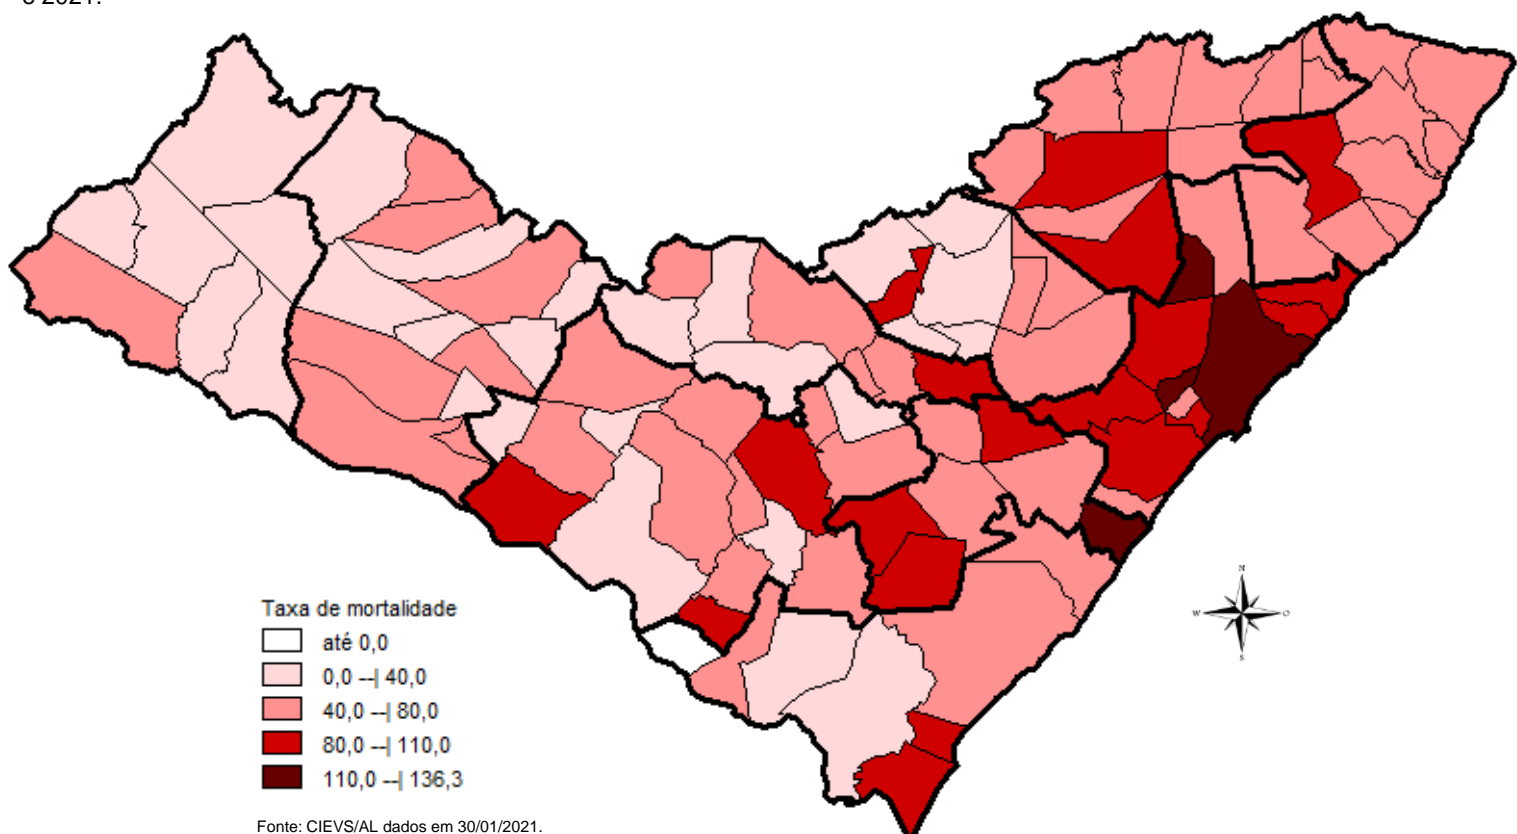 e 2021.
N
W
O
S
Taxa de mortalidade
até 0,0
0,0 --| 40,0
40,0 --| 80,0
80,0 --| 110,0
110,0 --| 136,3
Fonte: CIEVS/AL dados em 30/01/2021.